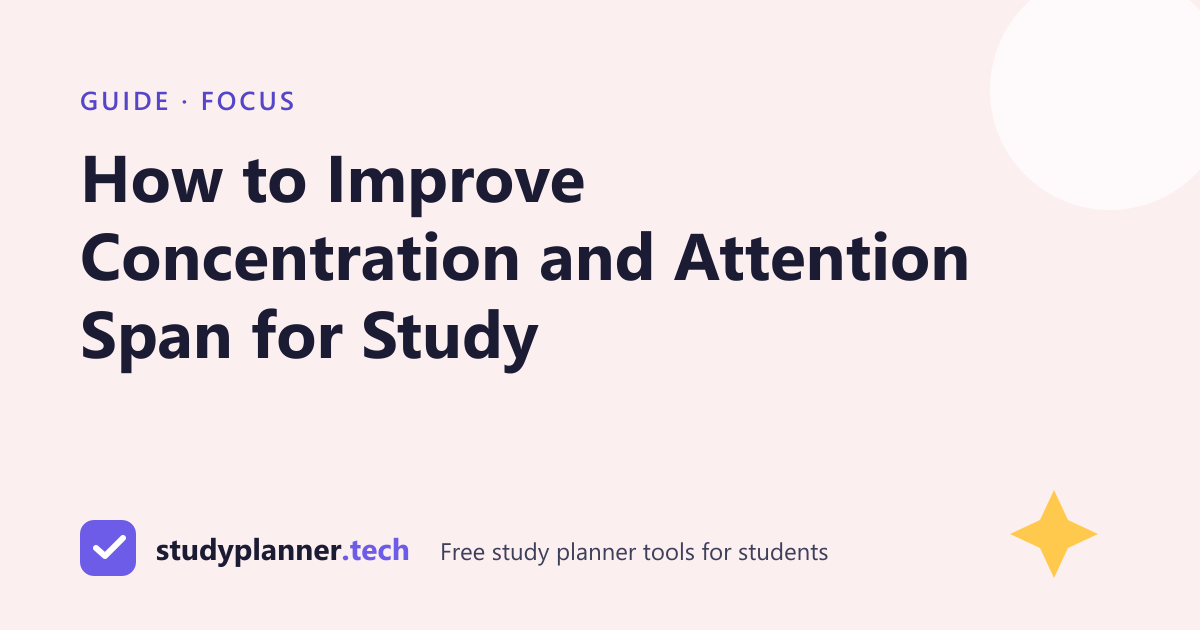 GUIDE · FOCUS
How to Improve
Concentration and Attention
Span for Study
studyplanner.tech Free study planner tools for students